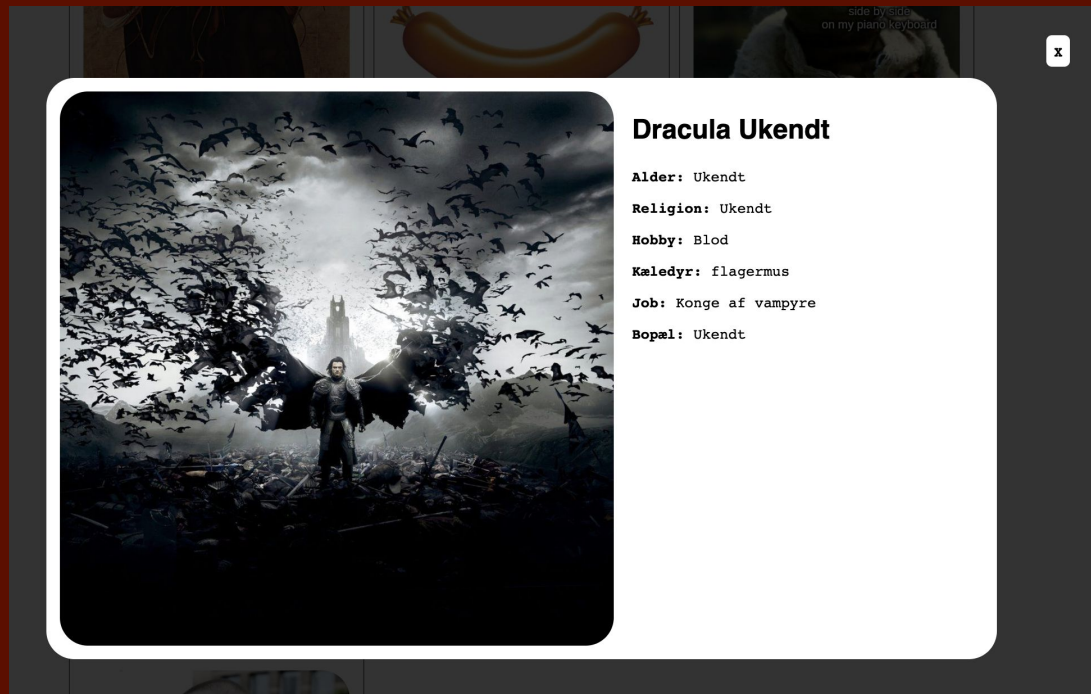 side by side
on my piano keyboard
x
Dracula Ukendt
Alder: Ukendt
Religion: Ukendt
Hobby: Blod
Kæledyr: flagermus
Job: Konge af vampyre
Bopæl: Ukendt